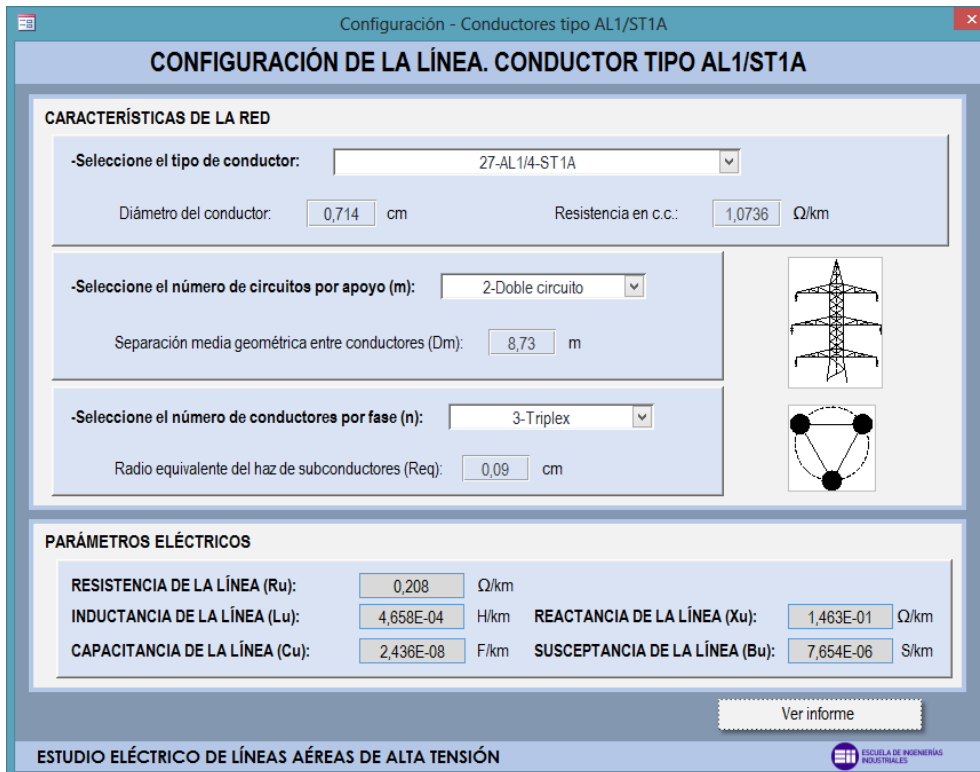 Configuración - Conductores tipo AL1/ST1A
CONFIGURACIÓN DE LA LÍNEA. CONDUCTOR TIPO AL1/ST1A
CARACTERÍSTICAS DE LA RED
-Seleccione el tipo de conductor: 27-AL1/4-ST1A
Diámetro del conductor: 0,714 cm Resistencia en c.c.: 1,0736 Ω/km
-Seleccione el número de circuitos por apoyo (m): 2-Doble circuito
Separación media geométrica entre conductores (Dm): 8,73 m
-Seleccione el número de conductores por fase (n): 3-Triplex
Radio equivalente del haz de subconductores (Req): 0,09 cm
PARÁMETROS ELÉCTRICOS
RESISTENCIA DE LA LÍNEA (Ru): 0,208 Ω/km
INDUCTANCIA DE LA LÍNEA (Lu): 4,658E-04 H/km REACTANCIA DE LA LÍNEA (Xu): 1,463E-01 Ω/km
CAPACITANCIA DE LA LÍNEA (Cu): 2,436E-08 F/km SUSCEPTANCIA DE LA LÍNEA (Bu): 7,654E-06 S/km
Ver informe
ESTUDIO ELÉCTRICO DE LÍNEAS AÉREAS DE ALTA TENSIÓN
ESCUELA DE INGENIERÍAS
INDUSTRIALES